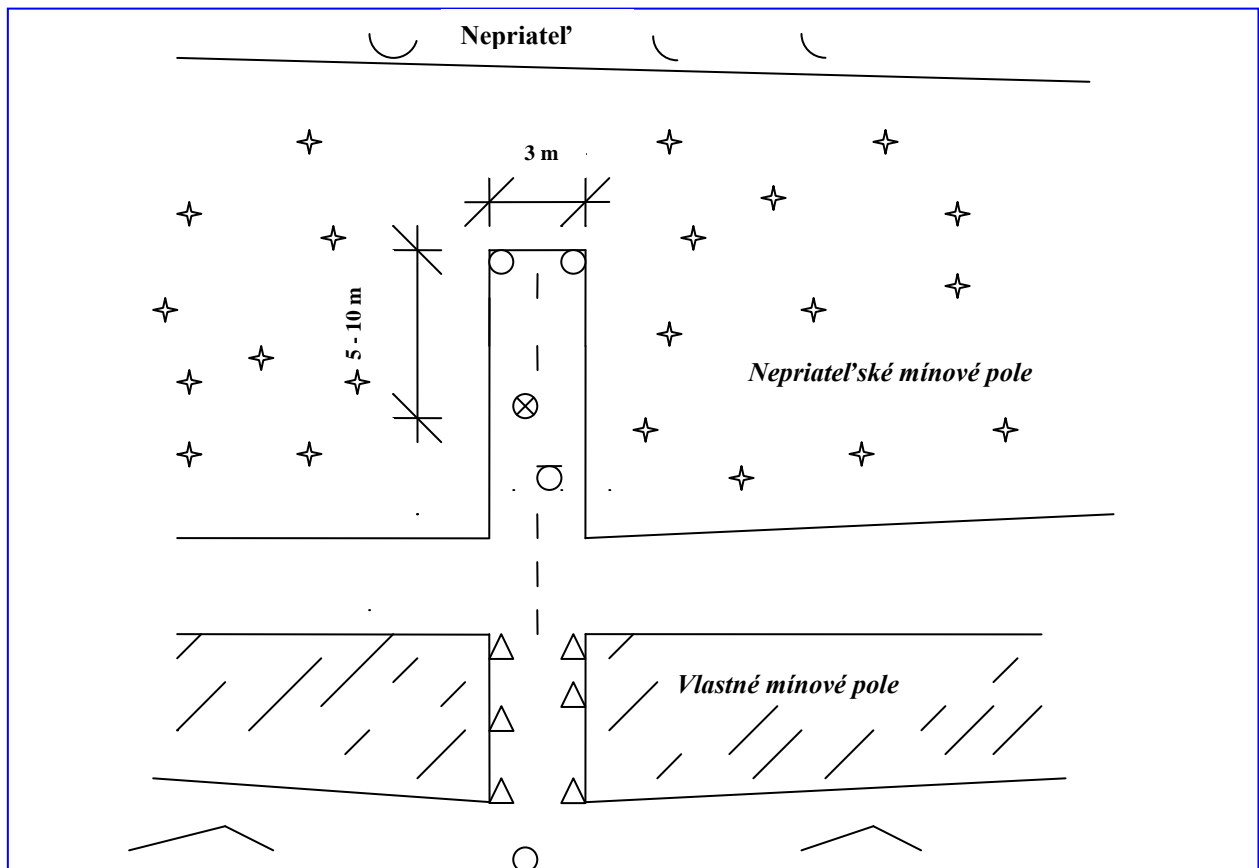 Nepriateľ
3 m
5 - 10 m
Nepriateľské mínové pole
Vlastné mínové pole